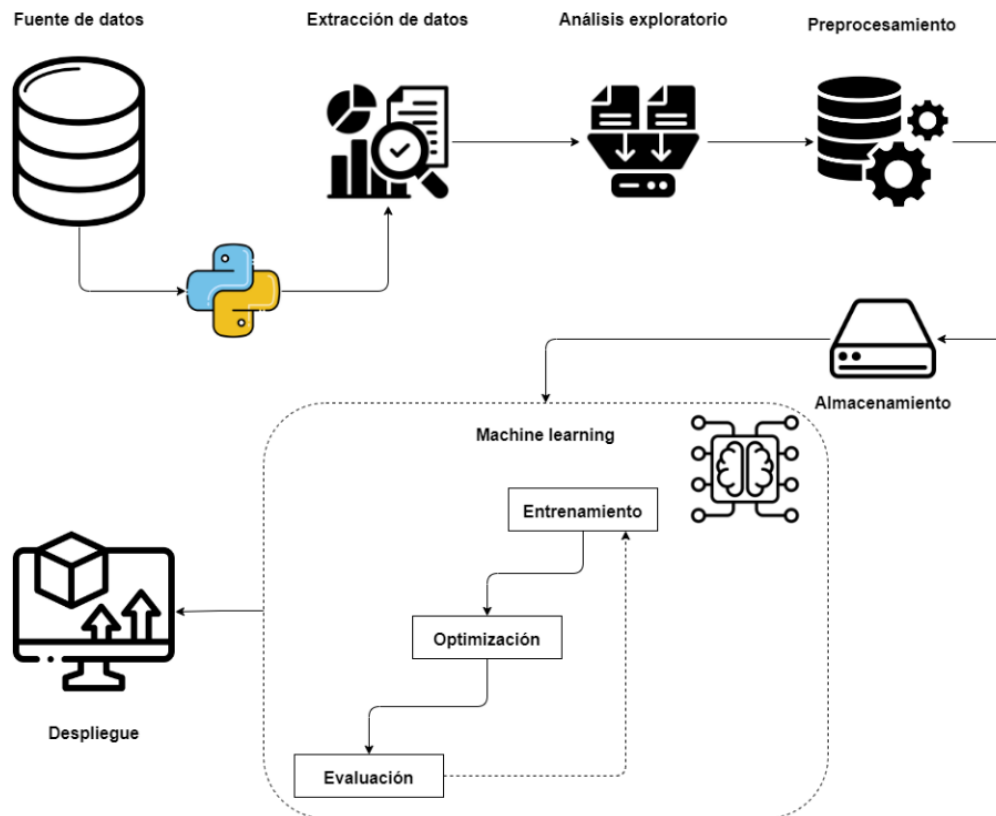 Fuente de datos
Extracción de datos
Análisis exploratorio
Preprocesamiento
Almacenamiento
Machine learning
Entrenamiento
Optimización
Evaluación
Despliegue